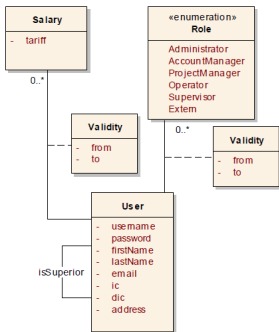 Salary
- tariff
0..*
«enumeration»
Role
Administrator
AccountManager
ProjectManager
Operator
Supervisor
Extern
0..*
Validity
- from
- to
Validity
- from
- to
User
- username
- password
- firstName
- lastName
- email
- ic
- dic
- address
isSuperior